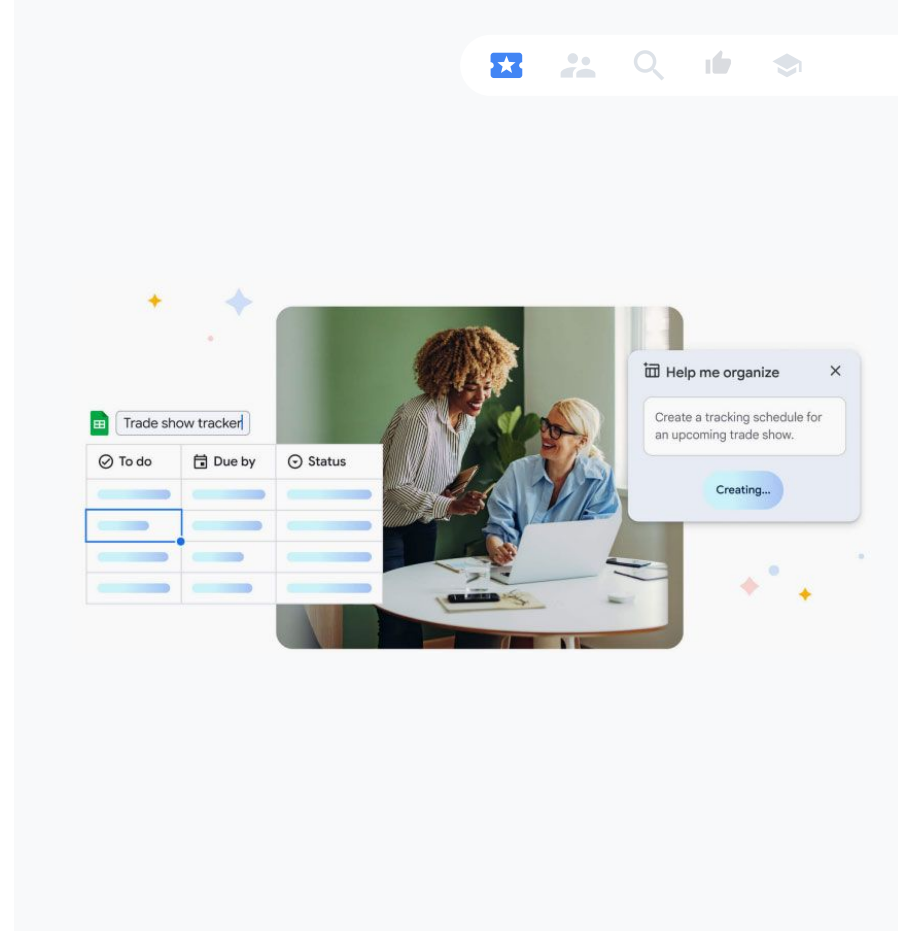 Help me organize
Create a tracking schedule for
an upcoming trade show.
Creating...
Trade show tracker
To do
Due by
Status